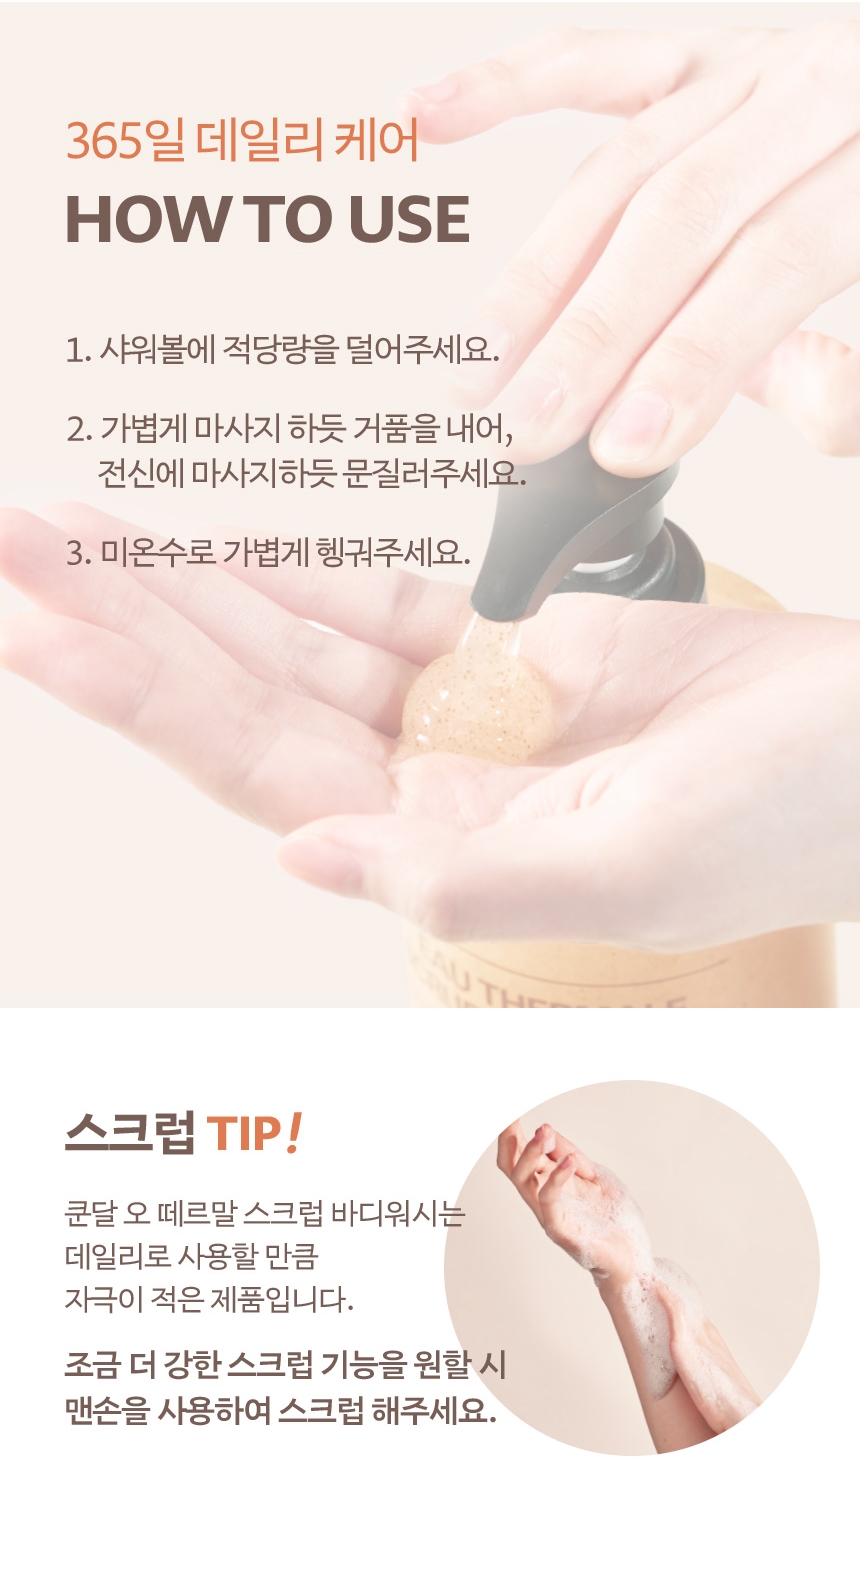 365일 데일리 케어
HOW TO USE
1. 샤워볼에 적당량을 덜어주세요.
2. 가볍게 마사지 하듯 거품을 내어,
전신에 마사지하듯 문질러주세요.
3. 미온수로 가볍게 헹궈주세요.
EAU THERMALE
스크럽 TIP!
쿤달 오 떼르말 스크럽 바디워시는
데일리로 사용할 만큼
자극이 적은 제품입니다.
조금 더 강한 스크럽 기능을 원할 시
맨손을 사용하여 스크럽 해주세요.